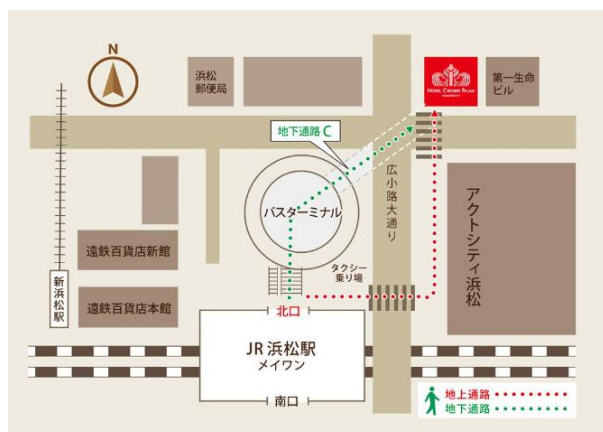 N
浜松
郵便局
HOTEL CROWN PALAIS
第一生命
ビル
地下通路 C
バスターミナル
広小路大通り
アクトシティ浜松
遠鉄百貨店新館
タクシー
乗り場
新浜松駅
遠鉄百貨店本館
北口
JR 浜松駅
メイワン
南口
地上通路
地下通路